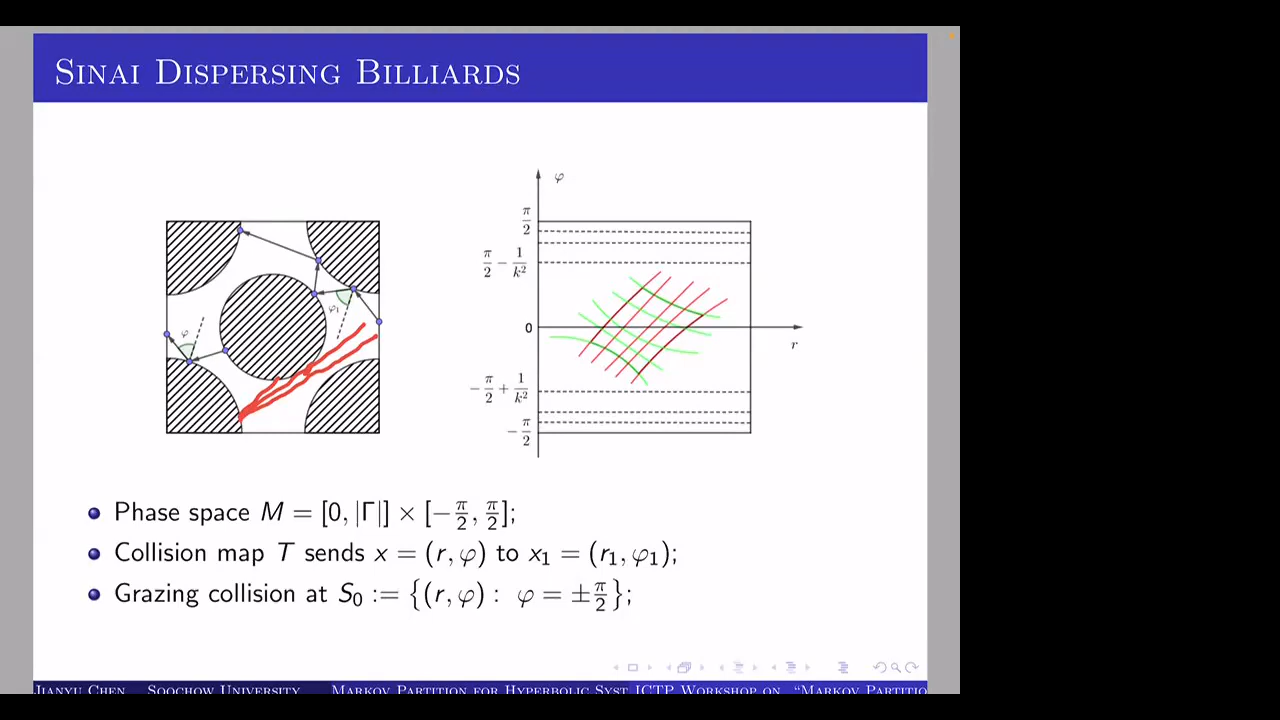 Sinai Dispersing Billiards
φ
φ₁
φ
π/2
π/2 − 1/k²
0
r
−π/2 + 1/k²
−π/2
Phase space M = [0, |Γ|] × [−π/2, π/2];
Collision map T sends x = (r, φ) to x₁ = (r₁, φ₁);
Grazing collision at S₀ := {(r, φ) : φ = ±π/2};
Jianyu Chen Soochow University Markov Partition for Hyperbolic Syst ICTP Workshop on "Markov Partitio